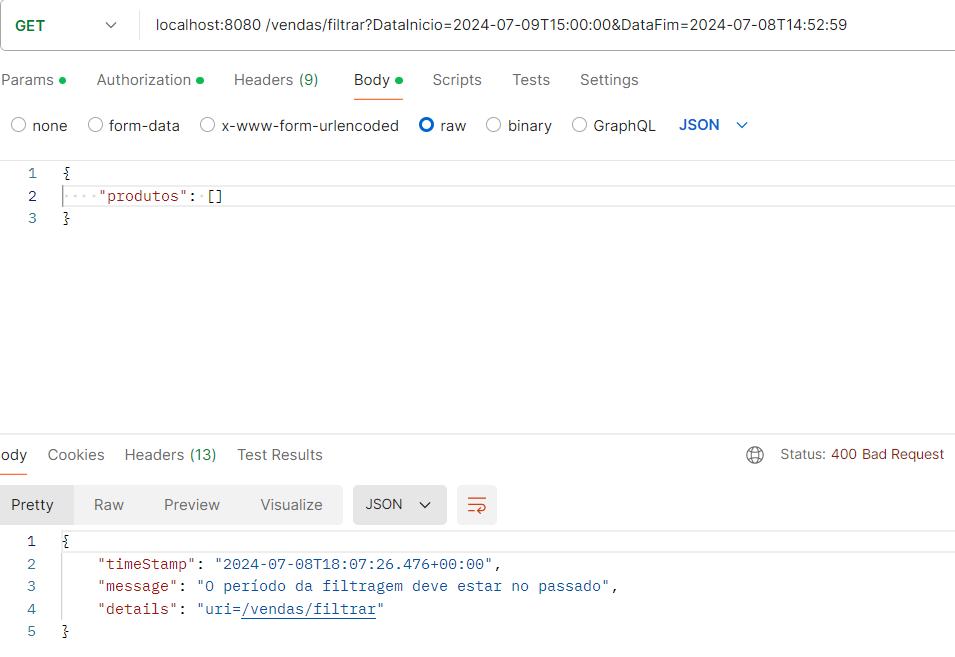 GET localhost:8080 /vendas/filtrar?DataInicio=2024-07-09T15:00:00&DataFim=2024-07-08T14:52:59
Params Authorization Headers (9) Body Scripts Tests Settings
none form-data x-www-form-urlencoded raw binary GraphQL JSON
1 {
2 ····"produtos":·[]
3 }
ody Cookies Headers (13) Test Results Status: 400 Bad Request
Pretty Raw Preview Visualize JSON
1 {
2 "timeStamp": "2024-07-08T18:07:26.476+00:00",
3 "message": "O período da filtragem deve estar no passado",
4 "details": "uri=/vendas/filtrar"
5 }